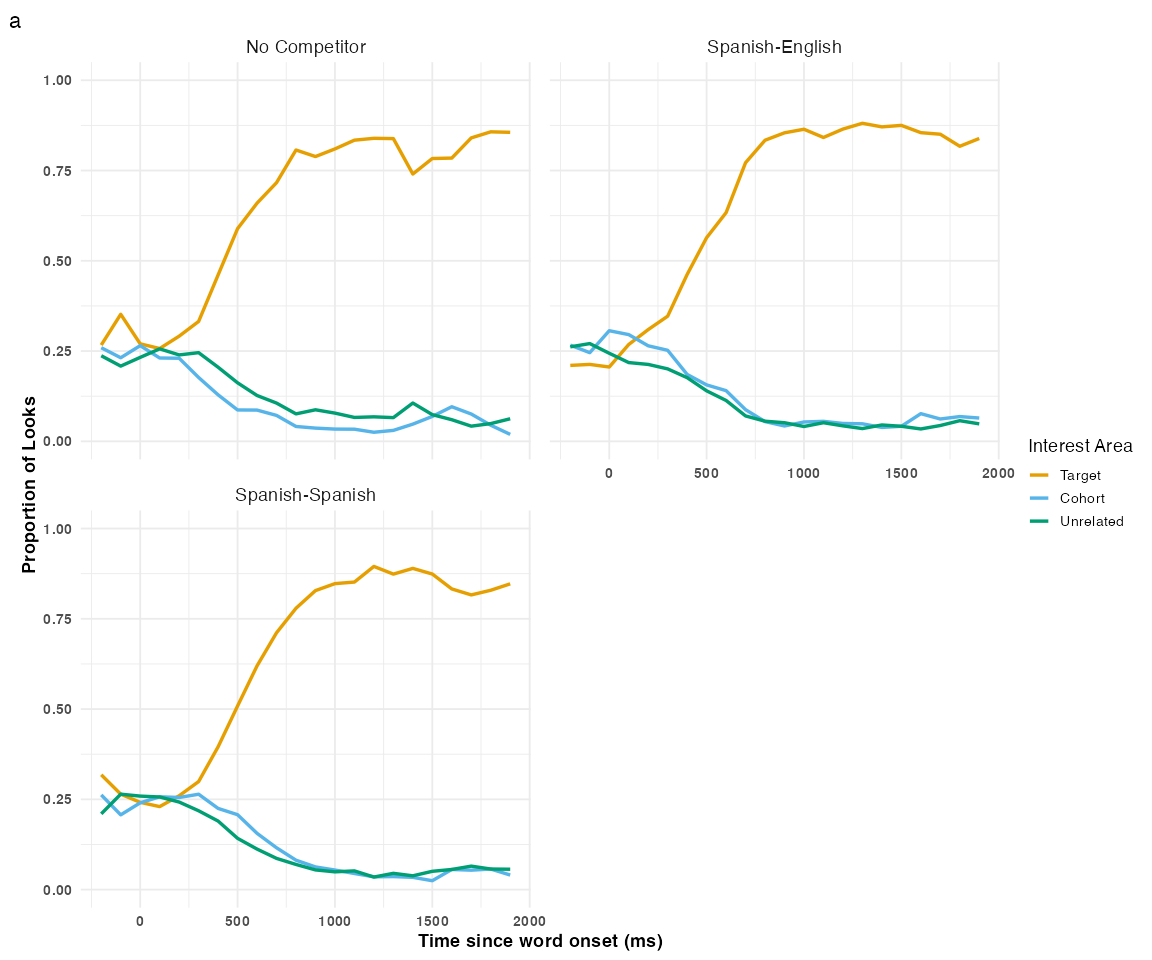 a
No Competitor
Spanish-English
1.00
0.75
0.50
0.25
0.00
0 500 1000 1500 2000
Spanish-Spanish
1.00
0.75
0.50
0.25
0.00
0 500 1000 1500 2000
Time since word onset (ms)
Proportion of Looks
Interest Area
Target
Cohort
Unrelated